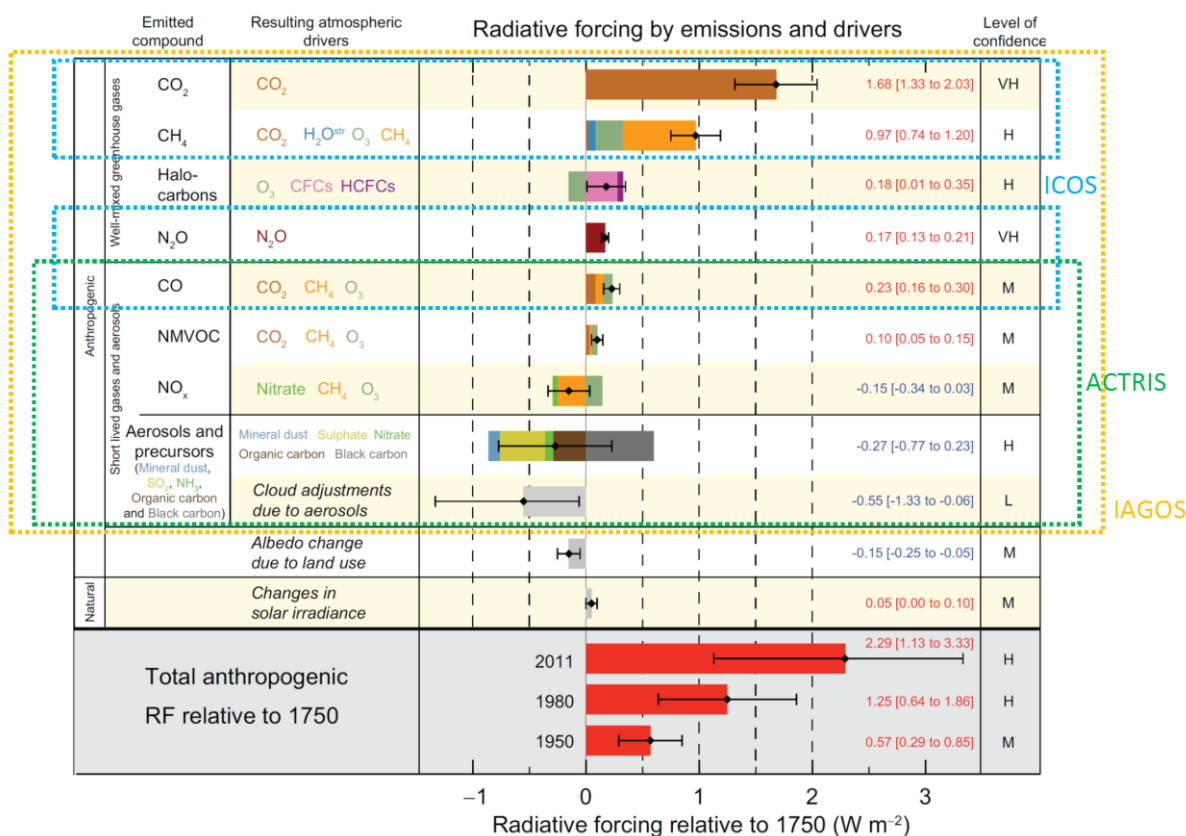 Emitted compound
Resulting atmospheric drivers
Radiative forcing by emissions and drivers
Level of confidence
Anthropogenic
Well-mixed greenhouse gases
CO₂
CO₂
1.68 [1.33 to 2.03]
VH
CH₄
CO₂ H₂Oˢᵗʳ O₃ CH₄
0.97 [0.74 to 1.20]
H
Halo-
carbons
O₃ CFCs HCFCs
0.18 [0.01 to 0.35]
H
ICOS
N₂O
N₂O
0.17 [0.13 to 0.21]
VH
Short lived gases and aerosols
CO
CO₂ CH₄ O₃
0.23 [0.16 to 0.30]
M
NMVOC
CO₂ CH₄ O₃
0.10 [0.05 to 0.15]
M
NOₓ
Nitrate CH₄ O₃
-0.15 [-0.34 to 0.03]
M
ACTRIS
Aerosols and
precursors
(Mineral dust,
SO₂, NH₃,
Organic carbon
and Black carbon)
Mineral dust Sulphate Nitrate
Organic carbon Black carbon
-0.27 [-0.77 to 0.23]
H
Cloud adjustments
due to aerosols
-0.55 [-1.33 to -0.06]
L
IAGOS
Albedo change
due to land use
-0.15 [-0.25 to -0.05]
M
Natural
Changes in
solar irradiance
0.05 [0.00 to 0.10]
M
Total anthropogenic
RF relative to 1750
2011
2.29 [1.13 to 3.33]
H
1980
1.25 [0.64 to 1.86]
H
1950
0.57 [0.29 to 0.85]
M
−1 0 1 2 3
Radiative forcing relative to 1750 (W m⁻²)